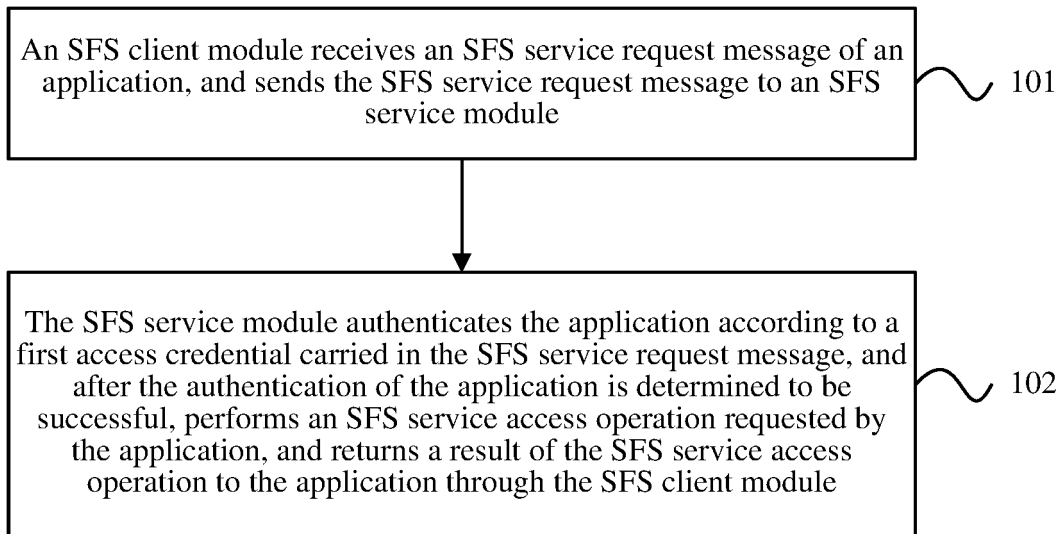 An SFS client module receives an SFS service request message of an
application, and sends the SFS service request message to an SFS
service module
101
The SFS service module authenticates the application according to a
first access credential carried in the SFS service request message, and
after the authentication of the application is determined to be
successful, performs an SFS service access operation requested by
the application, and returns a result of the SFS service access
operation to the application through the SFS client module
102